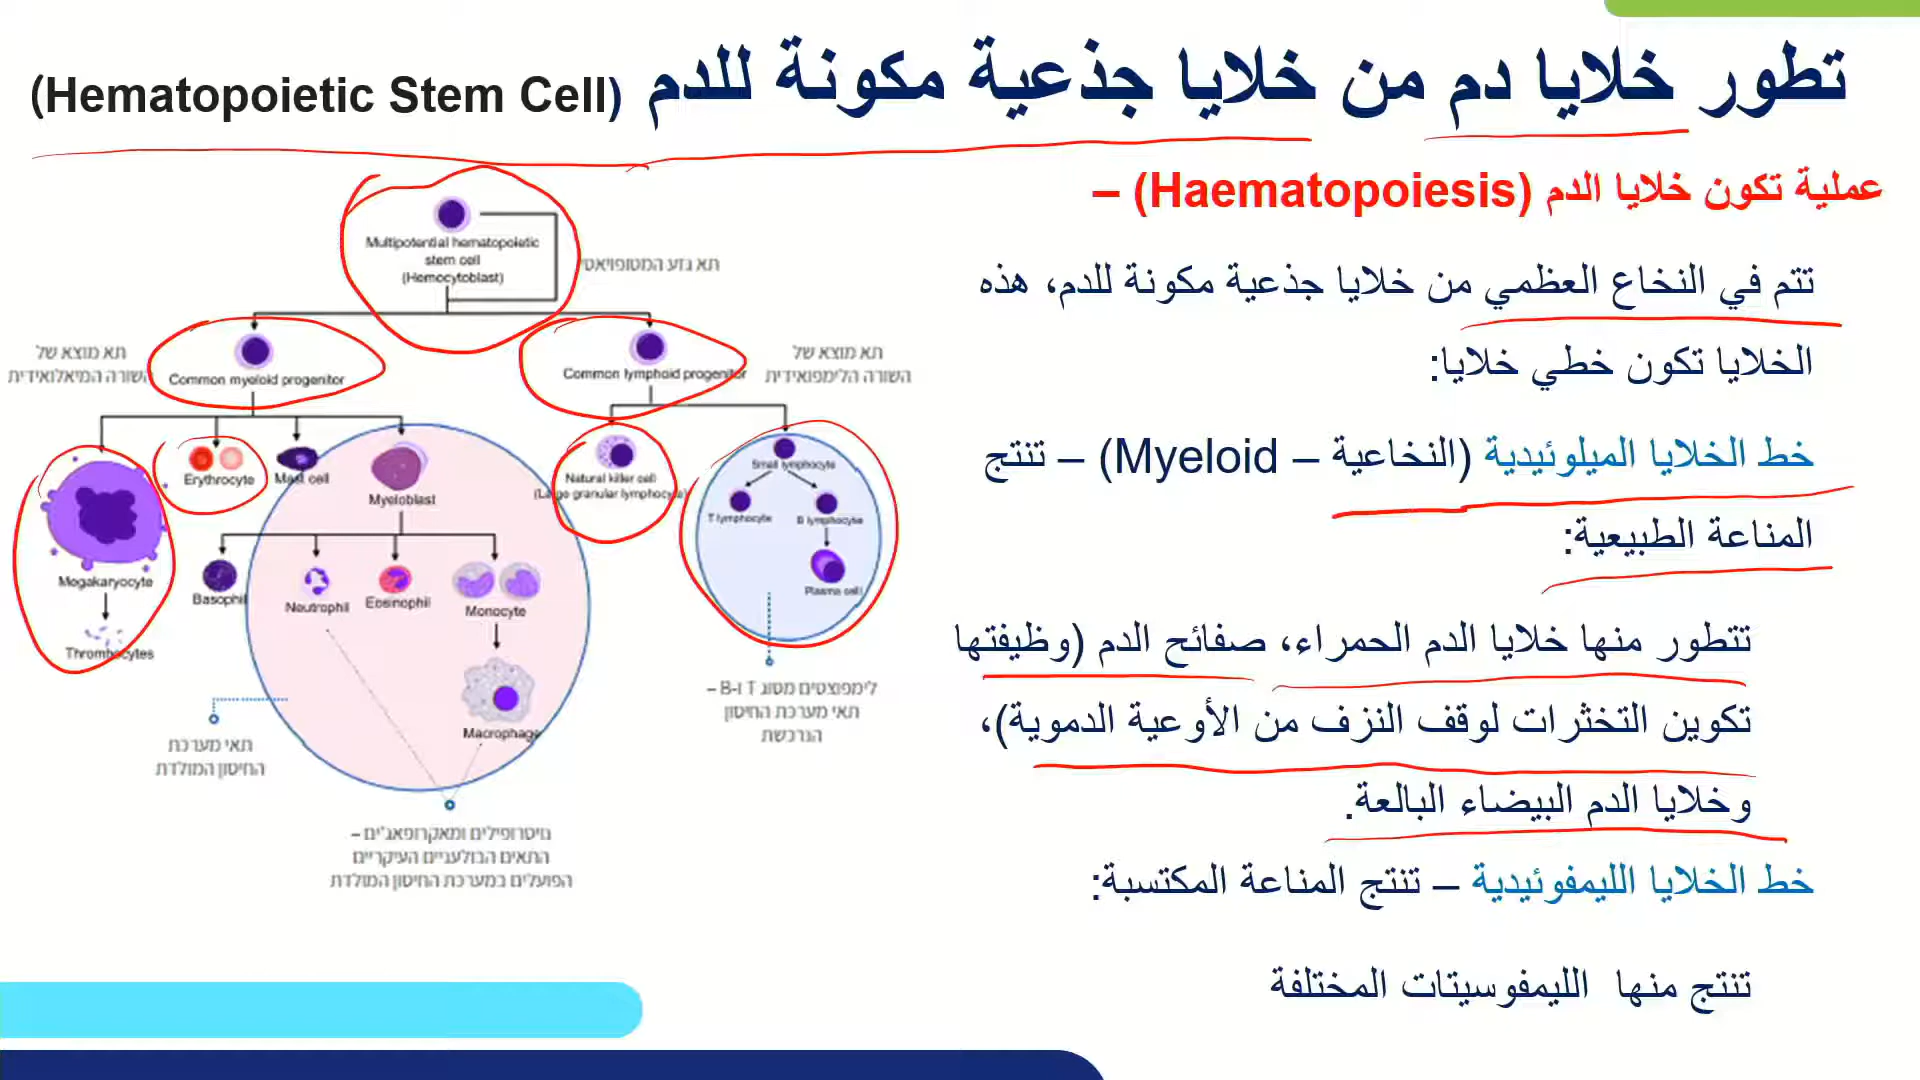 تطور خلايا دم من خلايا جذعية مكونة للدم (Hematopoietic Stem Cell)
عملية تكون خلايا الدم (Haematopoiesis) –
تتم في النخاع العظمي من خلايا جذعية مكونة للدم، هذه
الخلايا تكون خطي خلايا:
خط الخلايا الميلوئيدية (النخاعية – Myeloid) – تنتج
المناعة الطبيعية:
تتطور منها خلايا الدم الحمراء، صفائح الدم (وظيفتها
تكوين التخثرات لوقف النزف من الأوعية الدموية)،
وخلايا الدم البيضاء البالعة.
خط الخلايا الليمفوئيدية – تنتج المناعة المكتسبة:
تنتج منها الليمفوسيتات المختلفة
Multipotential hematopoietic
stem cell
(Hemocytoblast)
תא גזע המטופויאטי
תא מוצא של
השורה המיאלואידית
Common myeloid progenitor
Common lymphoid progenitor
תא מוצא של
השורה הלימפואידית
Megakaryocyte
Thrombocytes
Erythrocyte
Mast cell
Myeloblast
Natural killer cell
(Large granular lymphocyte)
Small lymphocyte
T lymphocyte
B lymphocyte
Plasma cell
Basophil
Neutrophil
Eosinophil
Monocyte
Macrophage
לימפוציטים מסוג T ו-B –
תאי מערכת החיסון
הנרכשת
תאי מערכת
החיסון המולדת
נויטרופילים ומאקרופאג'ים –
התאים הבולעניים העיקריים
הפועלים במערכת החיסון המולדת